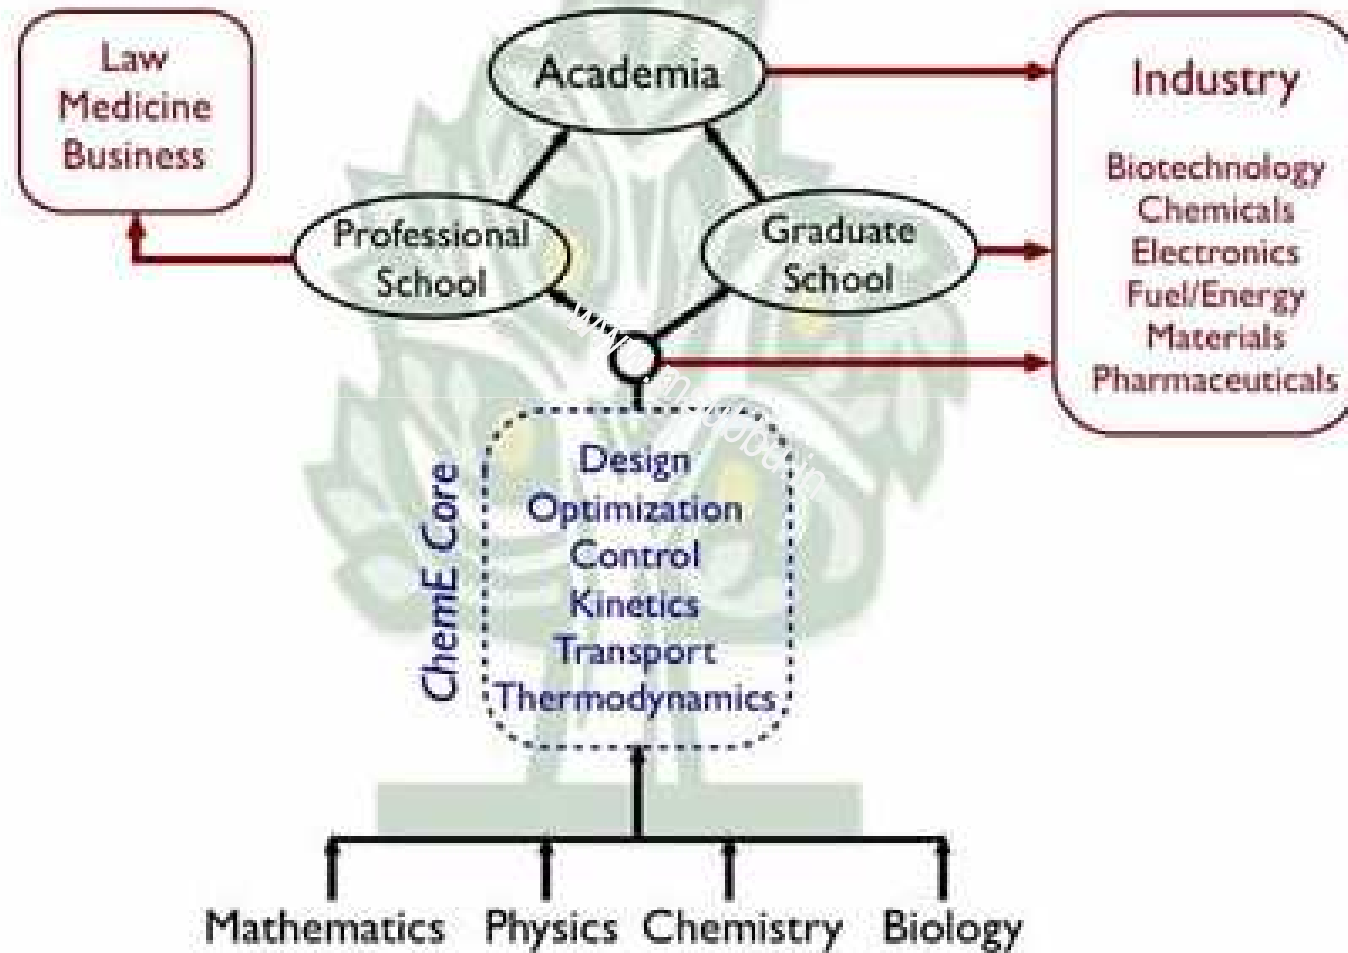 Law
Medicine
Business
Academia
Industry
Biotechnology
Chemicals
Electronics
Fuel/Energy
Materials
Pharmaceuticals
Professional
School
Graduate
School
ChemE Core
Design
Optimization
Control
Kinetics
Transport
Thermodynamics
Mathematics Physics Chemistry Biology